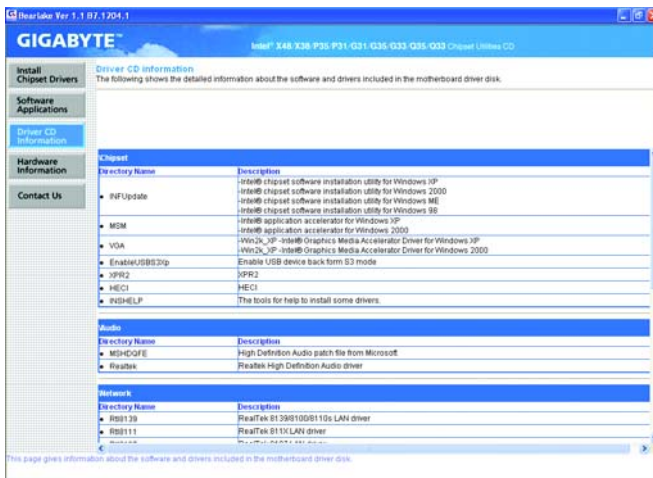 Bearlake Ver 1.1 B7.1204.1
GIGABYTE™
Intel® X48/X38/P35/P31/G31/G35/G33/Q35/Q33 Chipset Utilities CD
Install
Chipset Drivers
Software
Applications
Driver CD
Information
Hardware
Information
Contact Us
Driver CD information
The following shows the detailed information about the software and drivers included in the motherboard driver disk.
\Chipset
Directory Name Description
INFUpdate
-Intel® chipset software installation utility for Windows XP
-Intel® chipset software installation utility for Windows 2000
-Intel® chipset software installation utility for Windows ME
-Intel® chipset software installation utility for Windows 98
MSM
-Intel® application accelerator for Windows XP
-Intel® application accelerator for Windows 2000
VGA
-Win2k_XP -Intel® Graphics Media Accelerator Driver for Windows XP
-Win2k_XP -Intel® Graphics Media Accelerator Driver for Windows 2000
EnableUSBS3Xp Enable USB device back form S3 mode
XPR2 XPR2
HECI HECI
INSHELP The tools for help to install some drivers.
\Audio
Directory Name Description
MSHDQFE High Definition Audio patch file from Microsoft
Realtek Realtek High Definition Audio driver
\Network
Directory Name Description
Rtl8139 RealTek 8139/8100/8110s LAN driver
Rtl8111 RealTek 811X LAN driver
This page gives information about the software and drivers included in the motherboard driver disk.